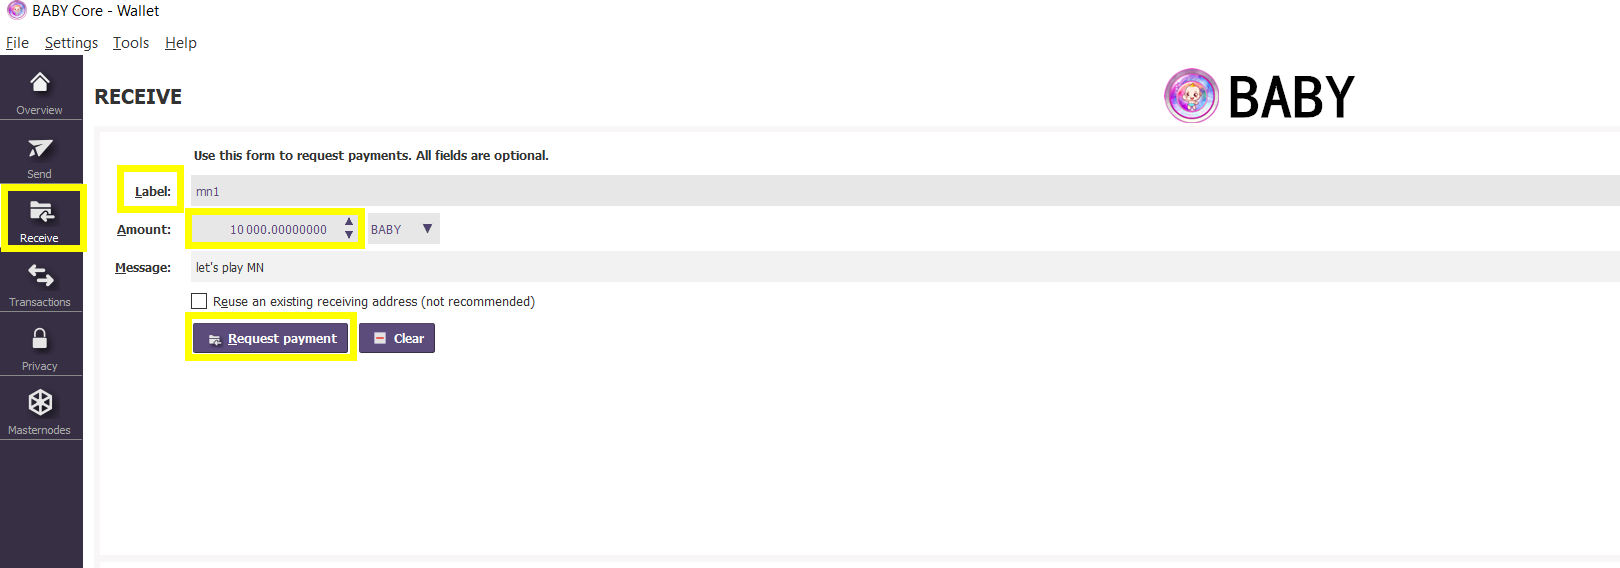 BABY Core - Wallet
File Settings Tools Help
Overview
Send
Receive
Transactions
Privacy
Masternodes
RECEIVE
BABY
Use this form to request payments. All fields are optional.
Label: mn1
Amount: 10 000.00000000 BABY
Message: let's play MN
Reuse an existing receiving address (not recommended)
Request payment Clear